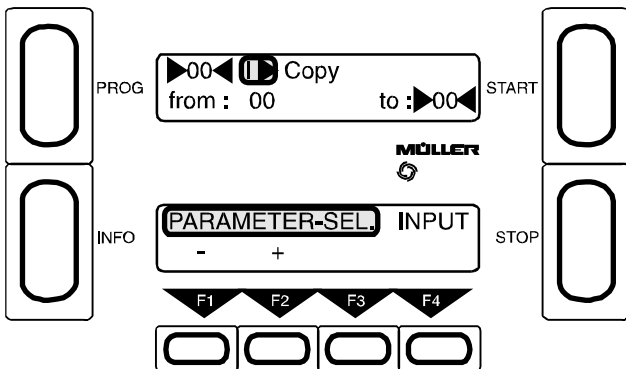 00 Copy
PROG
from : 00 to : 00
START
MÜLLER
PARAMETER-SEL. INPUT
INFO
- +
STOP
F1 F2 F3 F4